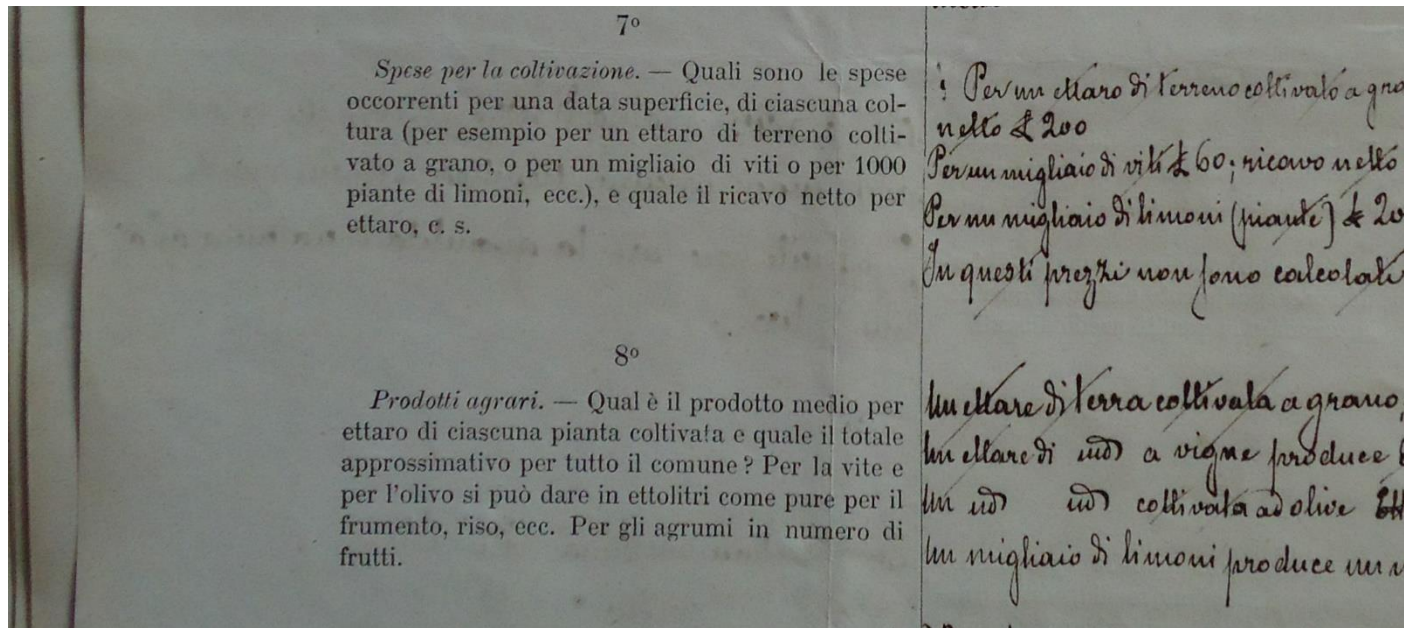 7º
Spese per la coltivazione. — Quali sono le spese
occorrenti per una data superficie, di ciascuna col-
tura (per esempio per un ettaro di terreno colti-
vato a grano, o per un migliaio di viti o per 1000
piante di limoni, ecc.), e quale il ricavo netto per
ettaro, c. s.
Per un ettaro di terreno coltivato a
netto £ 200
Per un migliaio di viti £ 60; ricavo netto
Per un migliaio di limoni (piante) £
In questi prezzi non sono calcolati
8º
Prodotti agrari. — Qual è il prodotto medio per
ettaro di ciascuna pianta coltivata e quale il totale
approssimativo per tutto il comune? Per la vite e
per l'olivo si può dare in ettolitri come pure per il
frumento, riso, ecc. Per gli agrumi in numero di
frutti.
Un ettare di terra coltivata a grano,
Un ettare di a vigne produce
Un coltivata ad olive
Un migliaio di limoni produce un